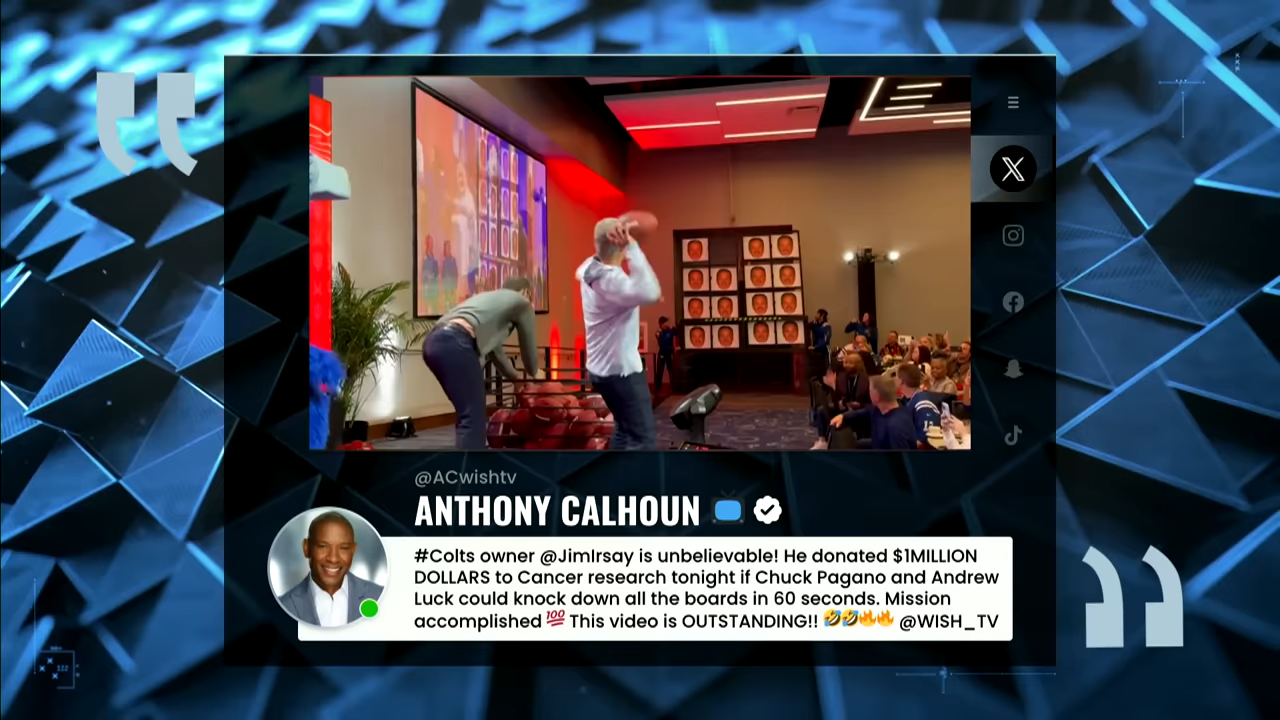 @ACwishtv
ANTHONY CALHOUN
#Colts owner @JimIrsay is unbelievable! He donated $1MILLION
DOLLARS to Cancer research tonight if Chuck Pagano and Andrew
Luck could knock down all the boards in 60 seconds. Mission
accomplished 💯 This video is OUTSTANDING!! 🤣🤣🔥🔥 @WISH_TV